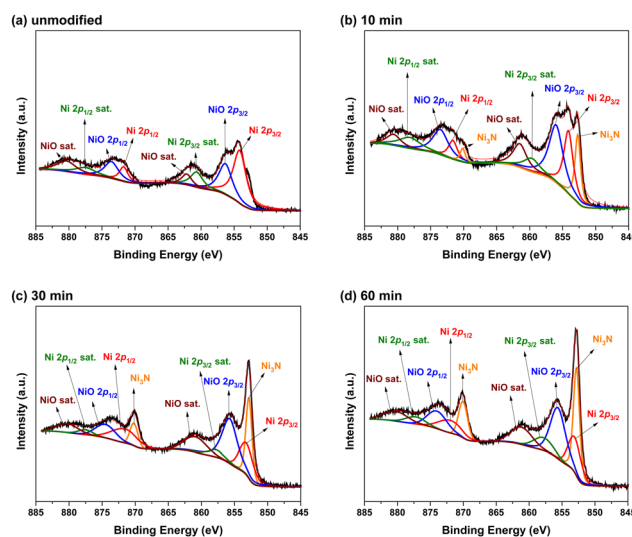 (a) unmodified
Ni 2p1/2 sat.
NiO 2p1/2
Ni 2p1/2
NiO sat.
NiO sat.
Ni 2p3/2 sat.
NiO 2p3/2
Ni 2p3/2
Intensity (a.u.)
885 880 875 870 865 860 855 850 845
Binding Energy (eV)
(b) 10 min
Ni 2p1/2 sat.
NiO sat.
NiO 2p1/2
Ni 2p1/2
Ni3N
Ni 2p3/2 sat.
NiO sat.
NiO 2p3/2
Ni 2p3/2
Ni3N
Intensity (a.u.)
885 880 875 870 865 860 855 850 845
Binding Energy (eV)
(c) 30 min
Ni 2p1/2 sat.
NiO sat.
NiO 2p1/2
Ni 2p1/2
Ni3N
Ni 2p3/2 sat.
NiO sat.
NiO 2p3/2
Ni3N
Ni 2p3/2
Intensity (a.u.)
885 880 875 870 865 860 855 850 845
Binding Energy (eV)
(d) 60 min
Ni 2p1/2 sat.
NiO sat.
NiO 2p1/2
Ni 2p1/2
Ni3N
Ni 2p3/2 sat.
NiO sat.
NiO 2p3/2
Ni3N
Ni 2p3/2
Intensity (a.u.)
885 880 875 870 865 860 855 850 845
Binding Energy (eV)